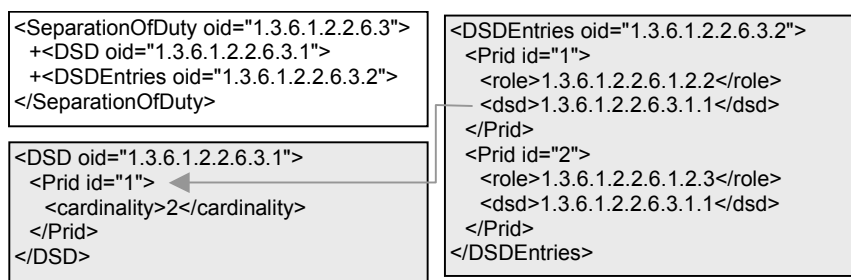 <SeparationOfDuty oid="1.3.6.1.2.2.6.3">
+<DSD oid="1.3.6.1.2.2.6.3.1">
+<DSDEntries oid="1.3.6.1.2.2.6.3.2">
</SeparationOfDuty>
<DSD oid="1.3.6.1.2.2.6.3.1">
<Prid id="1">
<cardinality>2</cardinality>
</Prid>
</DSD>
<DSDEntries oid="1.3.6.1.2.2.6.3.2">
<Prid id="1">
<role>1.3.6.1.2.2.6.1.2.2</role>
<dsd>1.3.6.1.2.2.6.3.1.1</dsd>
</Prid>
<Prid id="2">
<role>1.3.6.1.2.2.6.1.2.3</role>
<dsd>1.3.6.1.2.2.6.3.1.1</dsd>
</Prid>
</DSDEntries>